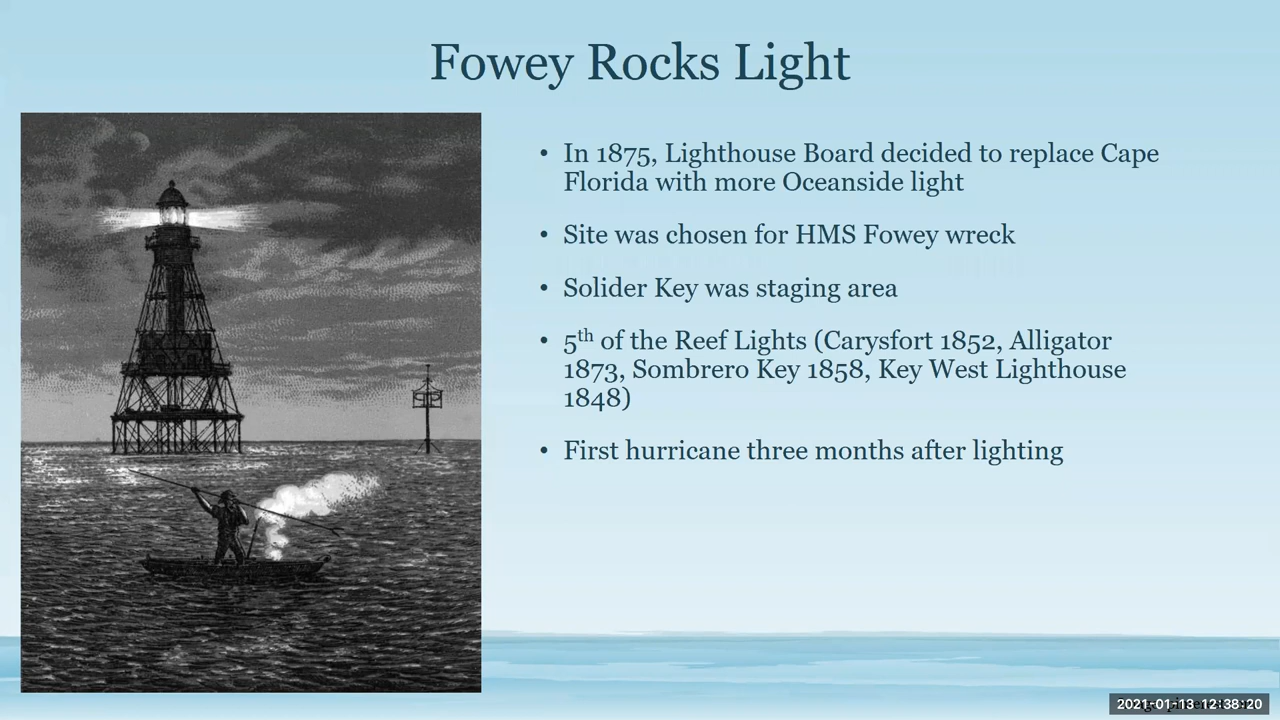 Fowey Rocks Light
• In 1875, Lighthouse Board decided to replace Cape
Florida with more Oceanside light
• Site was chosen for HMS Fowey wreck
• Solider Key was staging area
• 5th of the Reef Lights (Carysfort 1852, Alligator
1873, Sombrero Key 1858, Key West Lighthouse
1848)
• First hurricane three months after lighting
2021-01-13 12:38:20